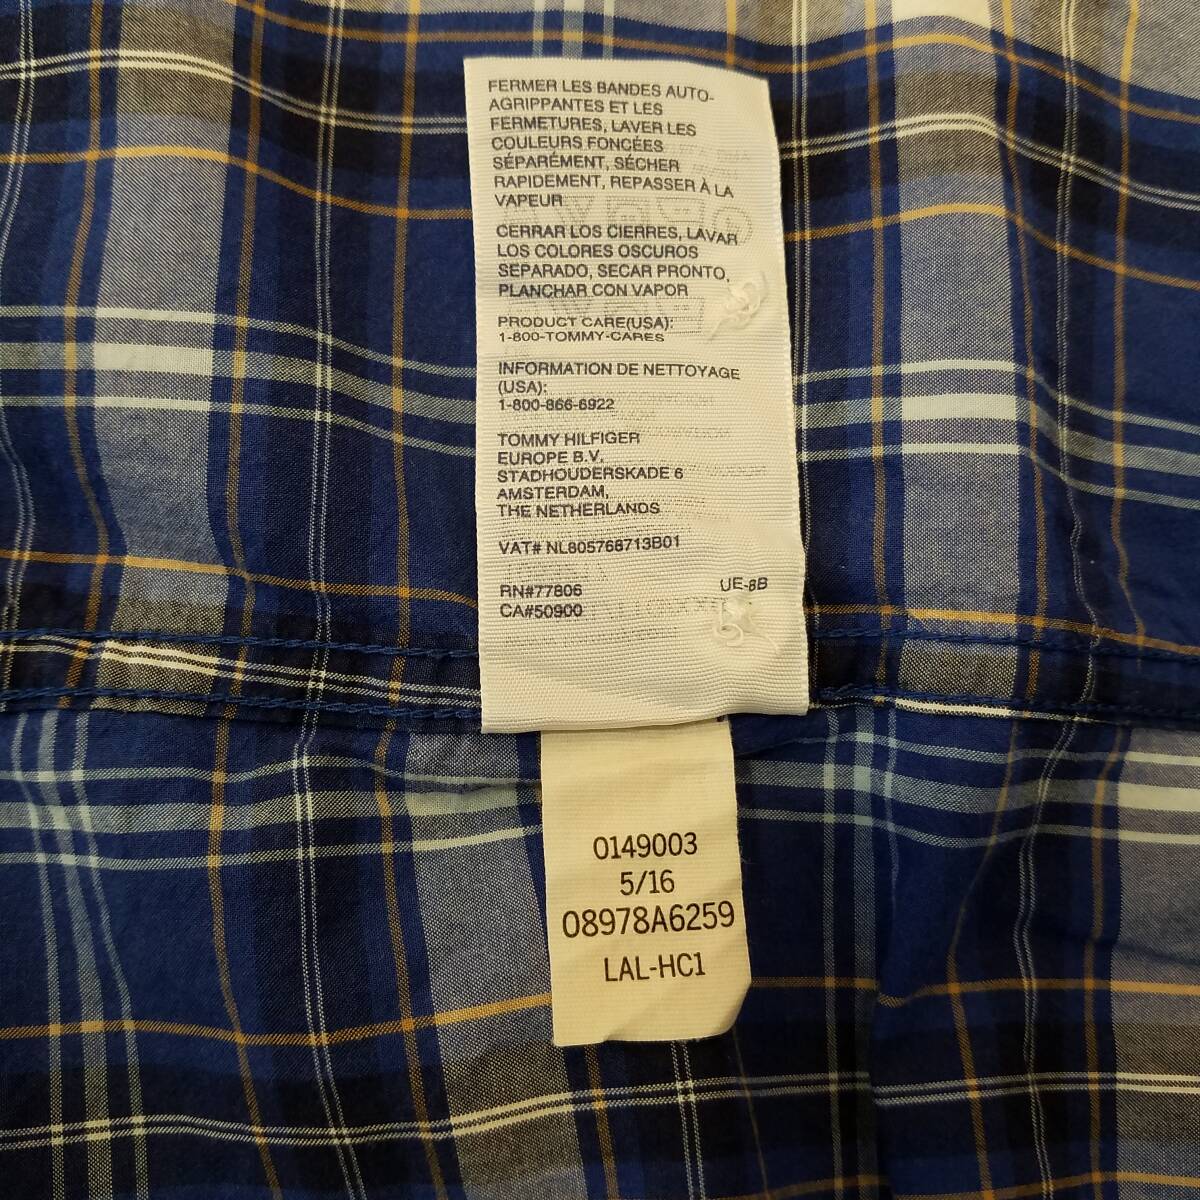 FERMER LES BANDES AUTO-
AGRIPPANTES ET LES
FERMETURES, LAVER LES
COULEURS FONCÉES
SÉPARÉMENT, SÉCHER
RAPIDEMENT, REPASSER À LA
VAPEUR
CERRAR LOS CIERRES, LAVAR
LOS COLORES OSCUROS
SEPARADO, SECAR PRONTO,
PLANCHAR CON VAPOR
PRODUCT CARE(USA):
1-800-TOMMY-CARES
INFORMATION DE NETTOYAGE
(USA):
1-800-866-6922
TOMMY HILFIGER
EUROPE B.V.
STADHOUDERSKADE 6
AMSTERDAM,
THE NETHERLANDS
VAT# NL805768713B01
RN#77806 UE-8B
CA#50900
0149003
5/16
08978A6259
LAL-HC1